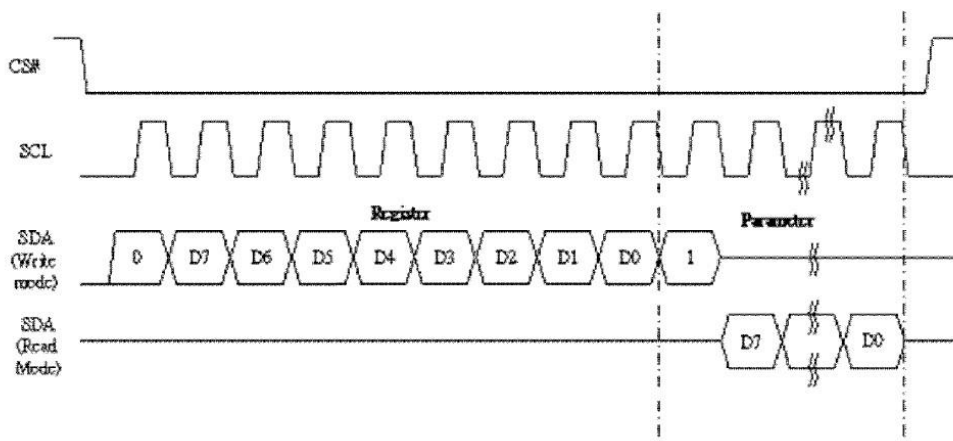 CS#
SCL
Register
Parameter
SDA
(Write
mode)
0 D7 D6 D5 D4 D3 D2 D1 D0 1
SDA
(Read
Mode)
D7 D0